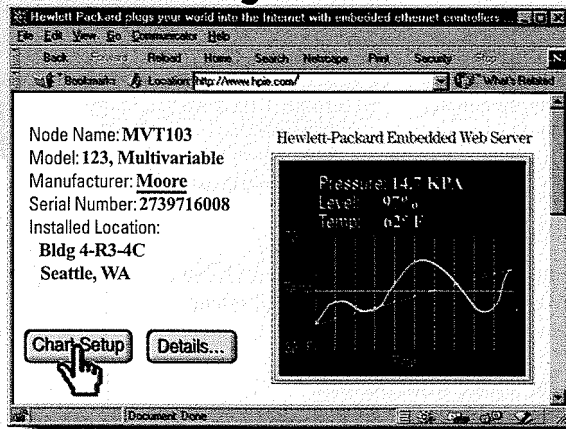 Hewlett Packard plugs your world into the Internet with embedded ethernet controllers ...
File Edit View Go Communicator Help
Back Forward Reload Home Search Netscape Print Security Stop
N
Bookmarks Location: http://www.hpie.com/ What's Related
Node Name: MVT103
Model: 123, Multivariable
Manufacturer: Moore
Serial Number: 2739716008
Installed Location:
Bldg 4-R3-4C
Seattle, WA
Chart Setup Details...
Hewlett-Packard Embedded Web Server
Pressure: 14.7 KPA
Level: 97%
Temp: 62° F
Document Done